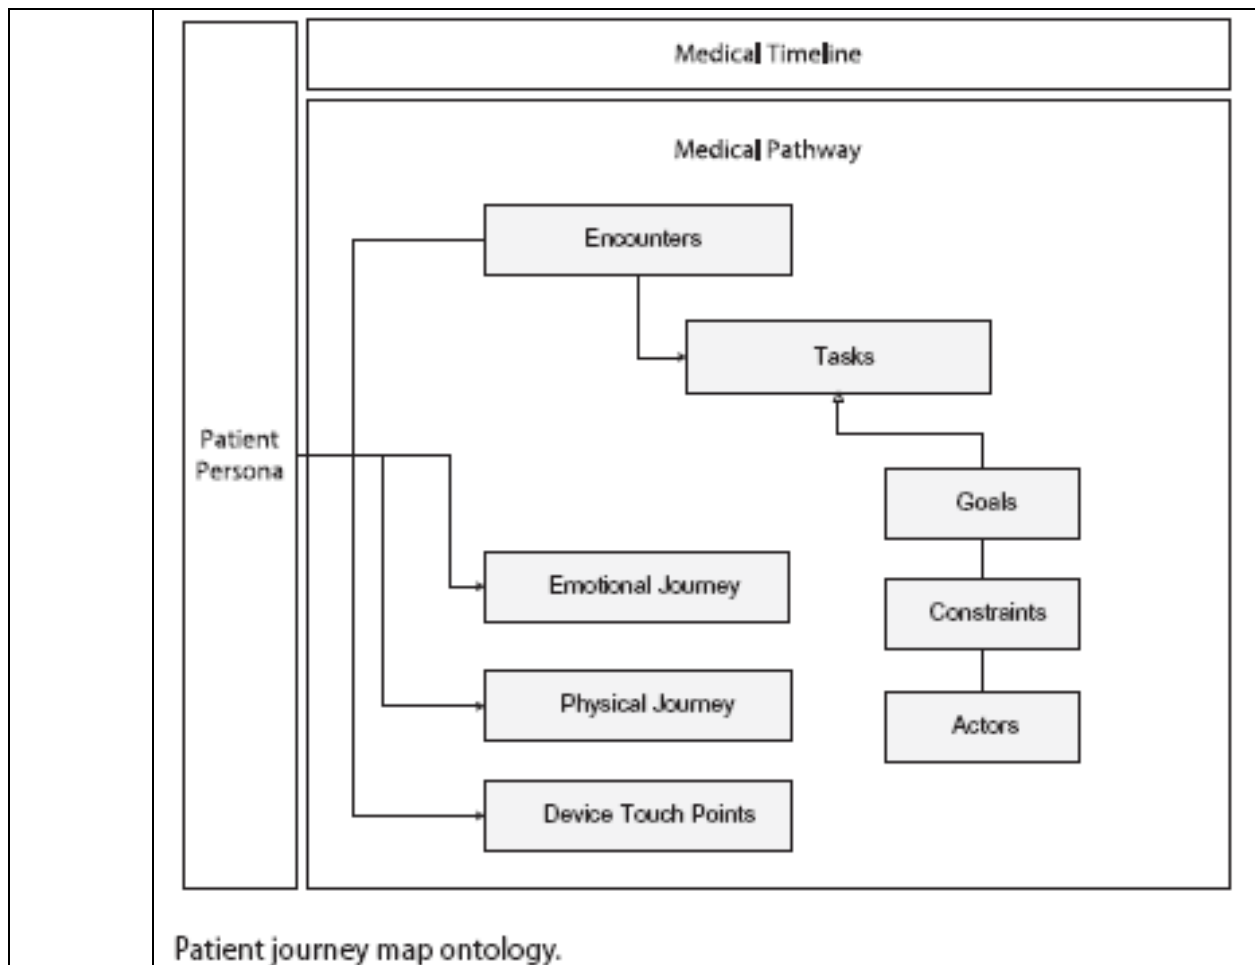 Medical Timeline
Medical Pathway
Encounters
Tasks
Patient
Persona
Goals
Emotional Journey
Constraints
Physical Journey
Actors
Device Touch Points
Patient journey map ontology.